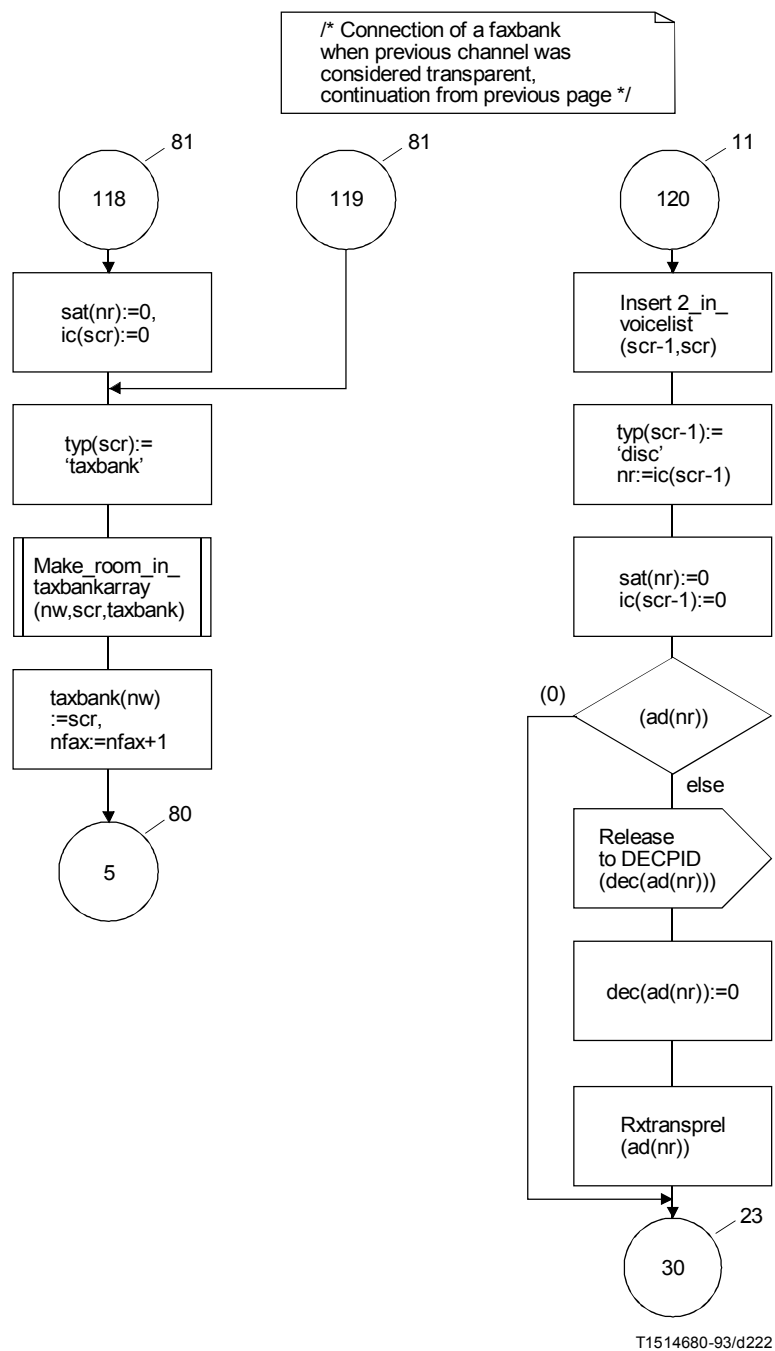 /* Connection of a faxbank
when previous channel was
considered transparent,
continuation from previous page */
81
118
81
119
11
120
sat(nr):=0,
ic(scr):=0
typ(scr):=
‘taxbank’
Make_room_in_
taxbankarray
(nw,scr,taxbank)
taxbank(nw)
:=scr,
nfax:=nfax+1
80
5
Insert 2_in_
voicelist
(scr-1,scr)
typ(scr-1):=
‘disc’
nr:=ic(scr-1)
sat(nr):=0
ic(scr-1):=0
(0)
(ad(nr))
else
Release
to DECPID
(dec(ad(nr)))
dec(ad(nr)):=0
Rxtransprel
(ad(nr))
23
30
T1514680-93/d222